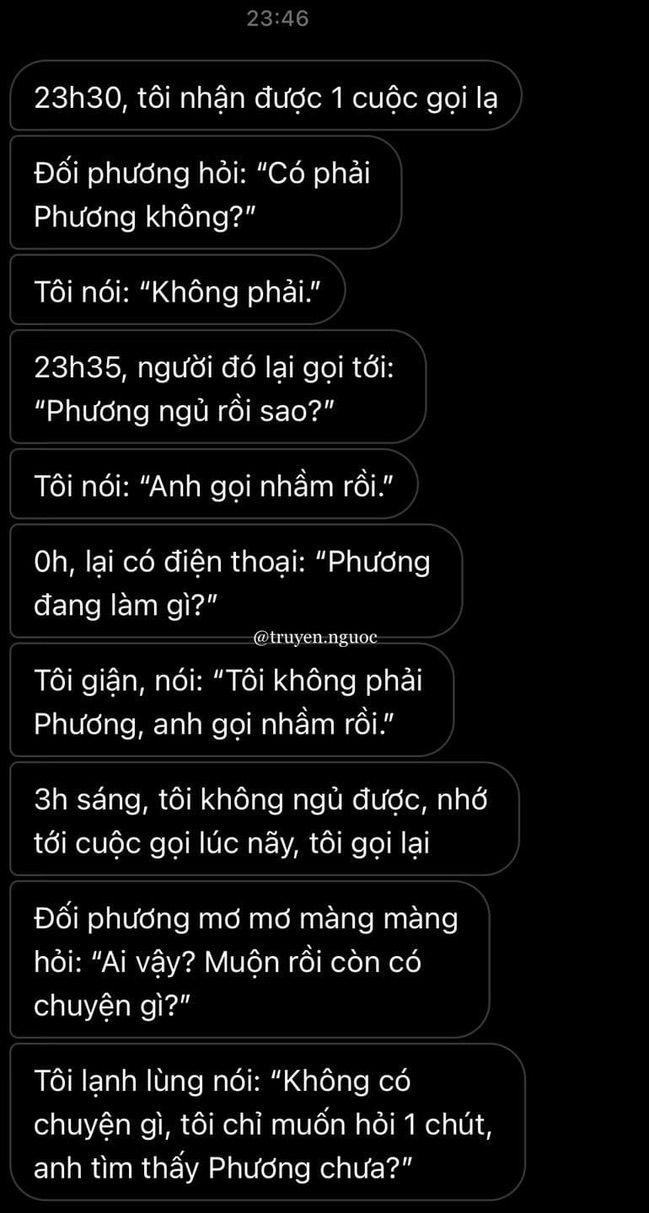 23:46
23h30, tôi nhận được 1 cuộc gọi lạ
Đối phương hỏi: “Có phải
Phương không?”
Tôi nói: “Không phải.”
23h35, người đó lại gọi tới:
“Phương ngủ rồi sao?”
Tôi nói: “Anh gọi nhầm rồi.”
0h, lại có điện thoại: “Phương
đang làm gì?”
@truyen.nguoc
Tôi giận, nói: “Tôi không phải
Phương, anh gọi nhầm rồi.”
3h sáng, tôi không ngủ được, nhớ
tới cuộc gọi lúc nãy, tôi gọi lại
Đối phương mơ mơ màng màng
hỏi: “Ai vậy? Muộn rồi còn có
chuyện gì?”
Tôi lạnh lùng nói: “Không có
chuyện gì, tôi chỉ muốn hỏi 1 chút,
anh tìm thấy Phương chưa?”